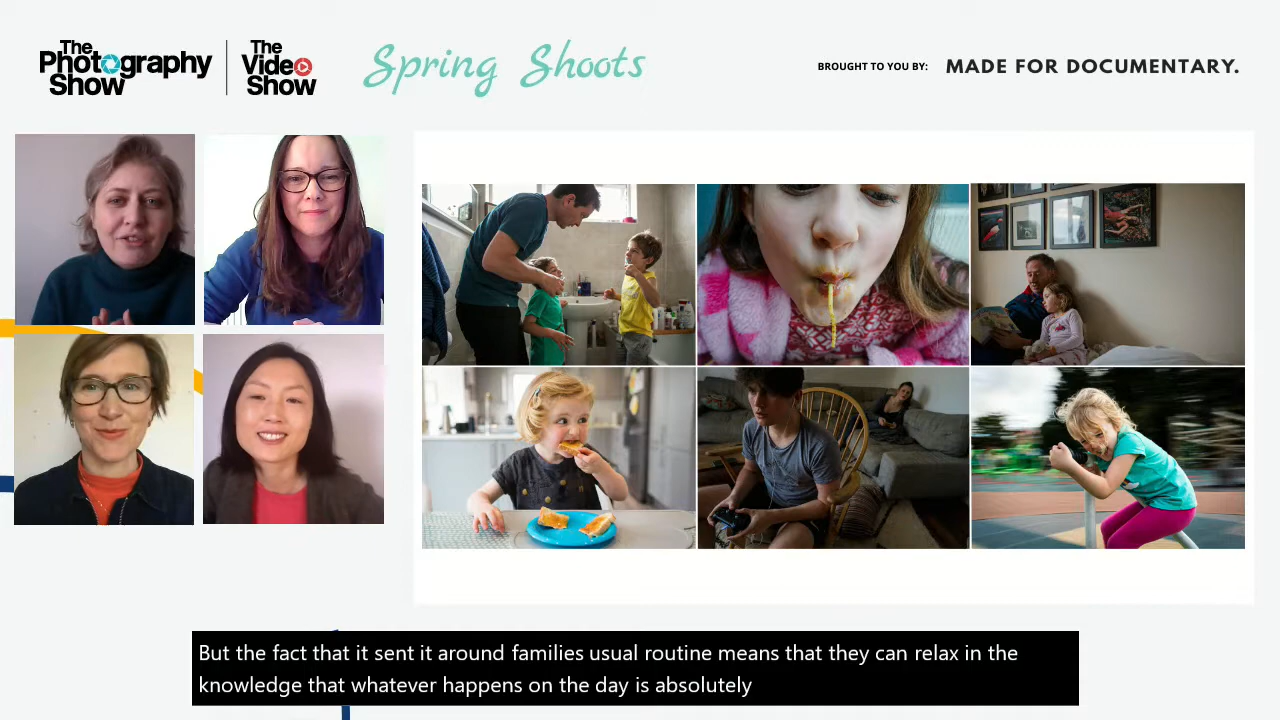 The
Photography
Show
The
Video
Show
Spring Shoots
BROUGHT TO YOU BY: MADE FOR DOCUMENTARY.
But the fact that it sent it around families usual routine means that they can relax in the
knowledge that whatever happens on the day is absolutely